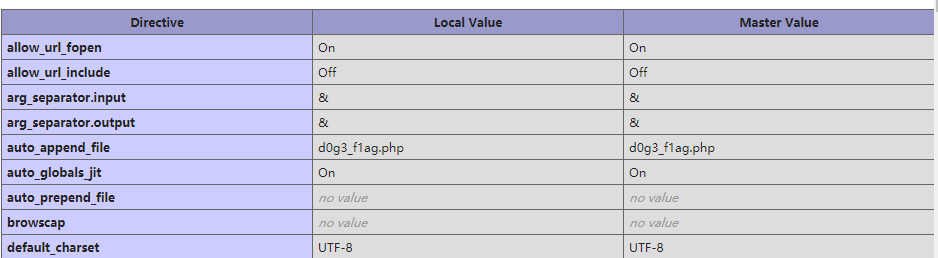 Directive Local Value Master Value
allow_url_fopen On On
allow_url_include Off Off
arg_separator.input & &
arg_separator.output & &
auto_append_file d0g3_f1ag.php d0g3_f1ag.php
auto_globals_jit On On
auto_prepend_file no value no value
browscap no value no value
default_charset UTF-8 UTF-8